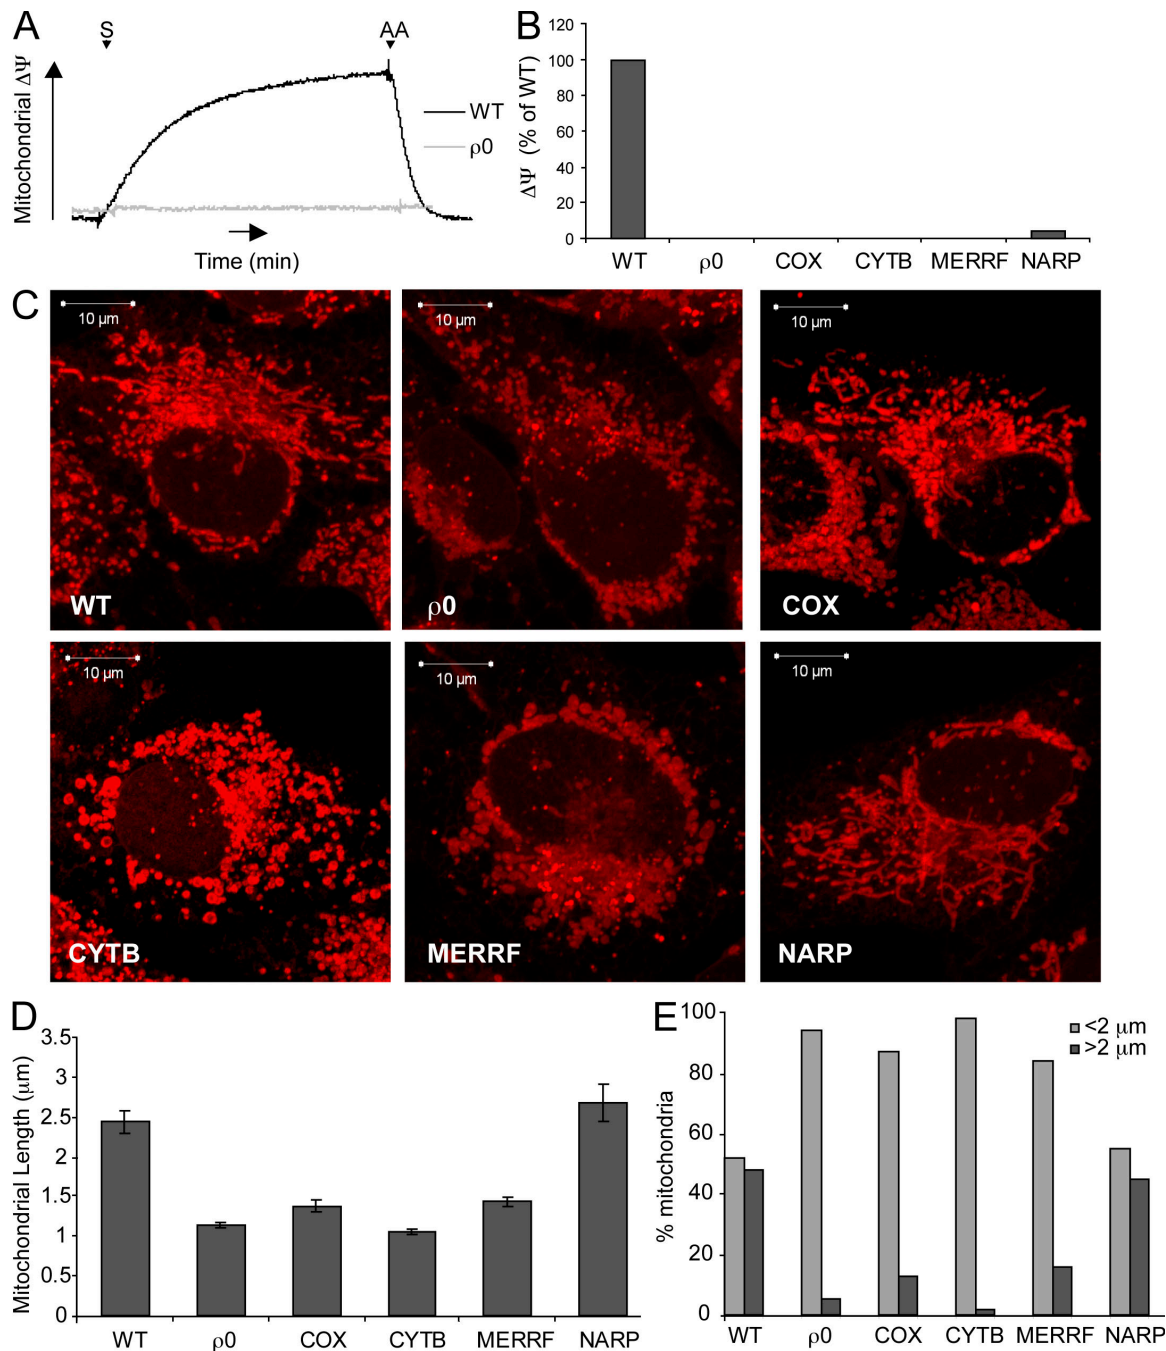 A
S
AA
Mitochondrial ΔΨ
WT
ρ0
Time (min)
B
ΔΨ (% of WT)
120
100
80
60
40
20
0
WT
ρ0
COX
CYTB
MERRF
NARP
C
10 µm
WT
10 µm
ρ0
10 µm
COX
10 µm
CYTB
10 µm
MERRF
10 µm
NARP
D
Mitochondrial Length (µm)
3.5
3
2.5
2
1.5
1
0.5
0
WT
ρ0
COX
CYTB
MERRF
NARP
E
% mitochondria
100
80
60
40
20
0
<2 µm
>2 µm
WT
ρ0
COX
CYTB
MERRF
NARP